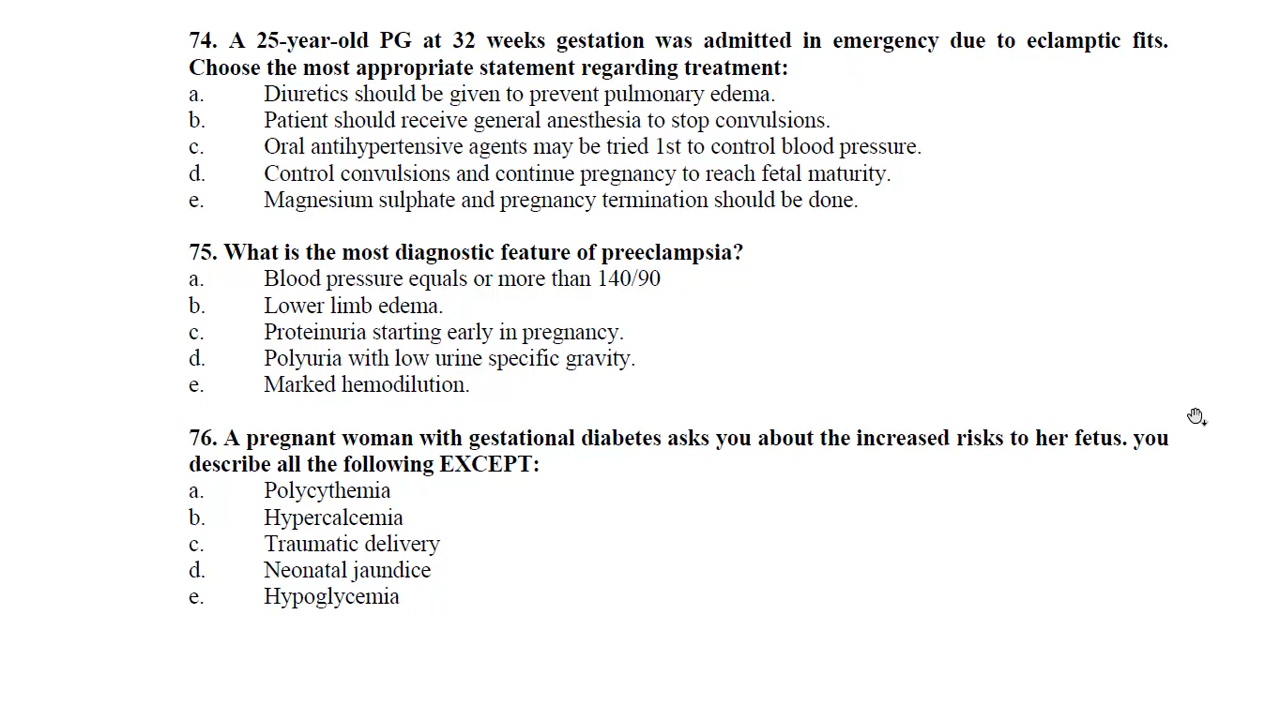 74. A 25-year-old PG at 32 weeks gestation was admitted in emergency due to eclamptic fits.
Choose the most appropriate statement regarding treatment:
a. Diuretics should be given to prevent pulmonary edema.
b. Patient should receive general anesthesia to stop convulsions.
c. Oral antihypertensive agents may be tried 1st to control blood pressure.
d. Control convulsions and continue pregnancy to reach fetal maturity.
e. Magnesium sulphate and pregnancy termination should be done.
75. What is the most diagnostic feature of preeclampsia?
a. Blood pressure equals or more than 140/90
b. Lower limb edema.
c. Proteinuria starting early in pregnancy.
d. Polyuria with low urine specific gravity.
e. Marked hemodilution.
76. A pregnant woman with gestational diabetes asks you about the increased risks to her fetus. you
describe all the following EXCEPT:
a. Polycythemia
b. Hypercalcemia
c. Traumatic delivery
d. Neonatal jaundice
e. Hypoglycemia